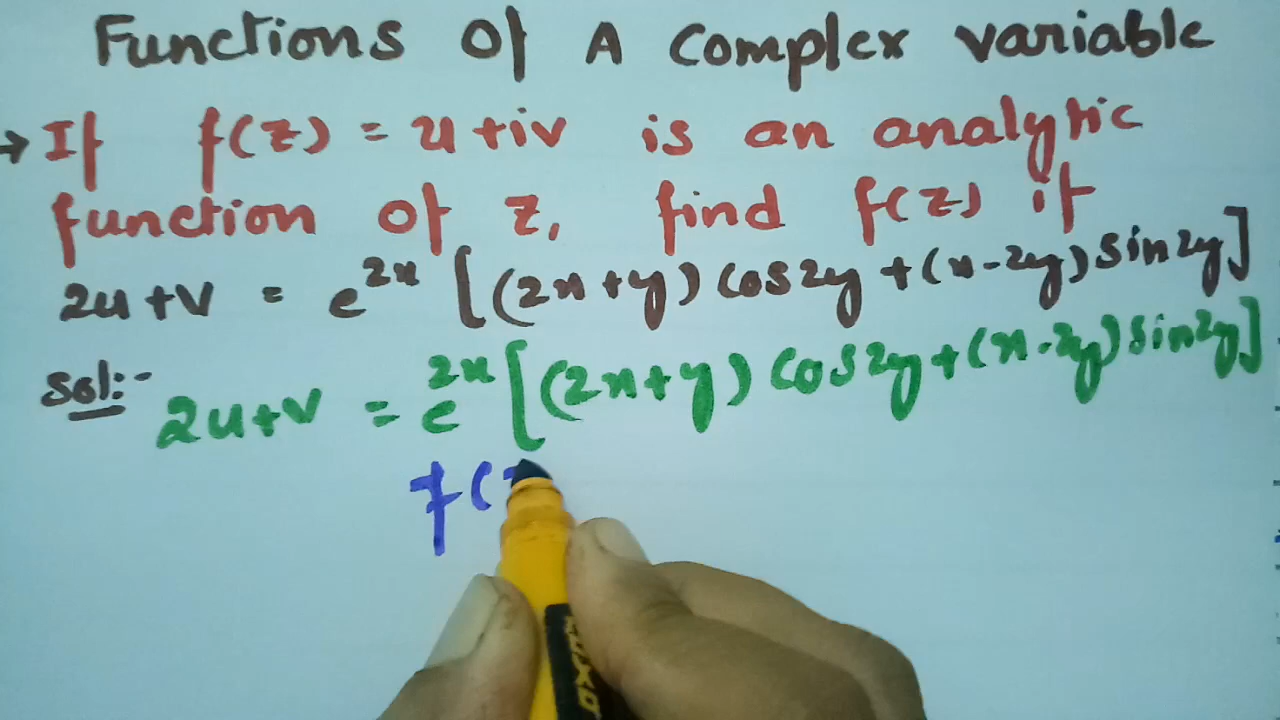 Functions Of A Complex variable
→ If f(z) = u+iv is an analytic
function of z, find f(z) if
2u+v = e^{2x} [(2x+y)cos2y+(x-2y)sin2y]
Sol:-
2u+v = e^{2x} [(2x+y)cos2y+(x-2y)sin2y]
f(
LUXO